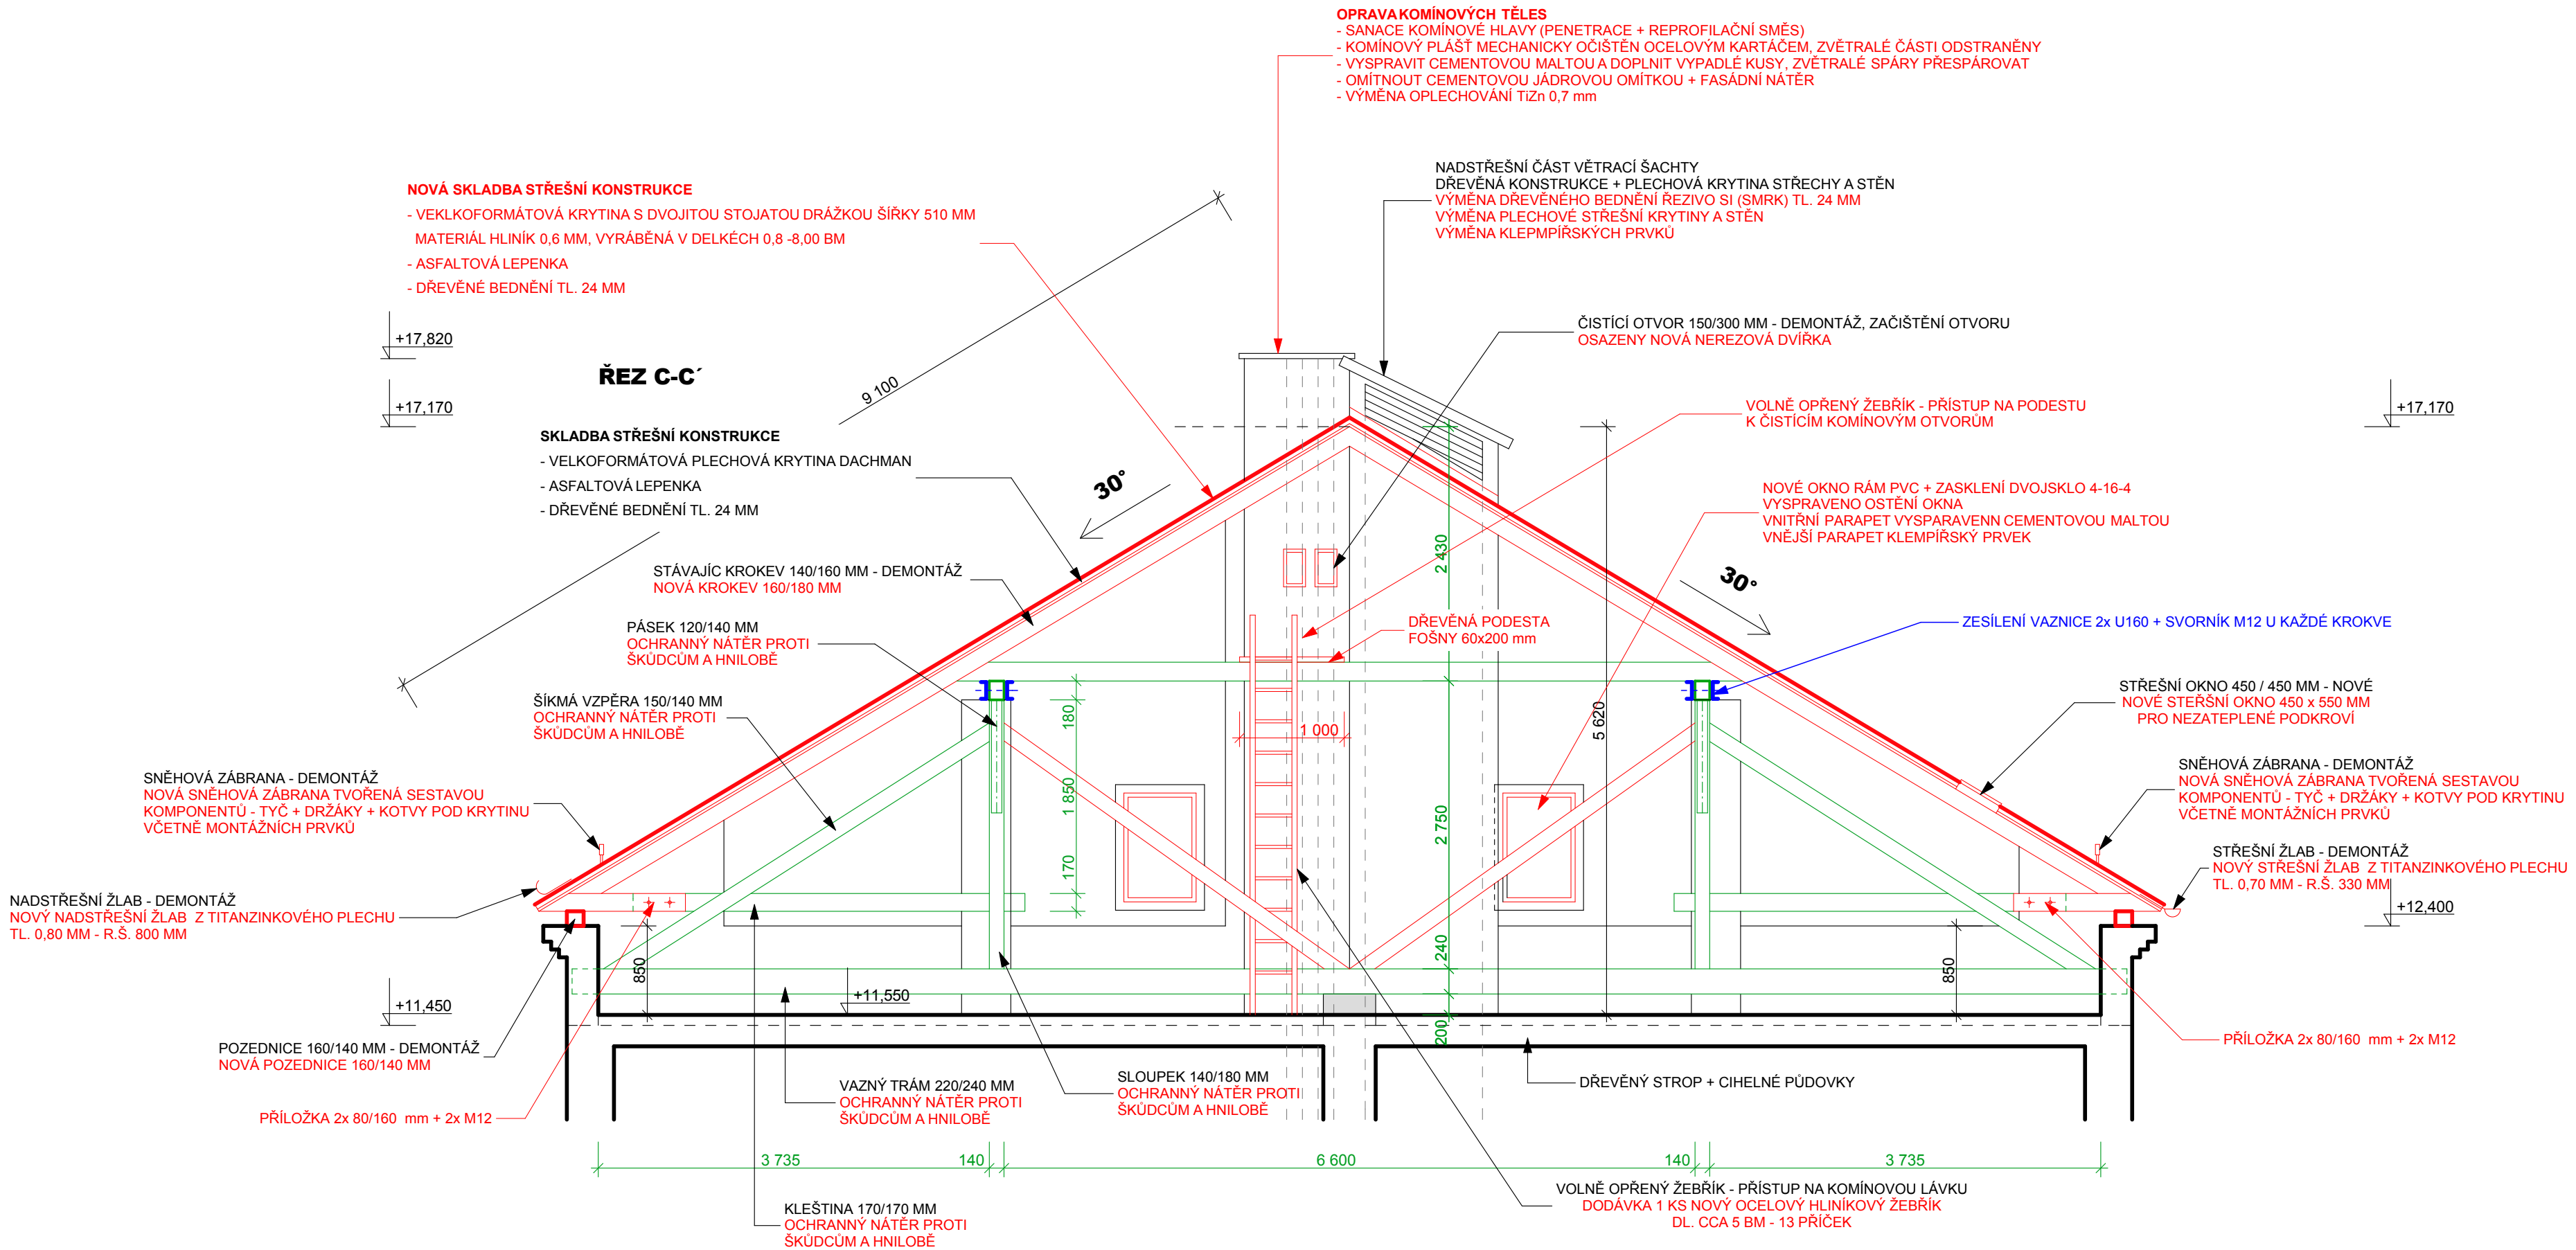 OPRAVA KOMÍNOVÝCH TĚLES
- SANACE KOMÍNOVÉ HLAVY (PENETRACE + REPROFILAČNÍ SMĚS)
- KOMÍNOVÝ PLÁŠŤ MECHANICKY OČIŠTĚN OCELOVÝM KARTÁČEM, ZVĚTRALÉ ČÁSTI ODSTRANĚNY
- VYSPRAVIT CEMENTOVOU MALTOU A DOPLNIT VYPADLÉ KUSY, ZVĚTRALÉ SPÁRY PŘESPÁROVAT
- OMÍTNOUT CEMENTOVOU JÁDROVOU OMÍTKOU + FASÁDNÍ NÁTĚR
- VÝMĚNA OPLECHOVÁNÍ TiZn 0,7 mm
NADSTŘEŠNÍ ČÁST VĚTRACÍ ŠACHTY
DŘEVĚNÁ KONSTRUKCE + PLECHOVÁ KRYTINA STŘECHY A STĚN
VÝMĚNA DŘEVĚNÉHO BEDNĚNÍ ŘEZIVO SI (SMRK) TL. 24 MM
VÝMĚNA PLECHOVÉ STŘEŠNÍ KRYTINY A STĚN
VÝMĚNA KLEPMPÍŘSKÝCH PRVKŮ
NOVÁ SKLADBA STŘEŠNÍ KONSTRUKCE
- VEKLKOFORMÁTOVÁ KRYTINA S DVOJITOU STOJATOU DRÁŽKOU ŠÍŘKY 510 MM
MATERIÁL HLINÍK 0,6 MM, VYRÁBĚNÁ V DELKÉCH 0,8 -8,00 BM
- ASFALTOVÁ LEPENKA
- DŘEVĚNÉ BEDNĚNÍ TL. 24 MM
+17,820
+17,170
ŘEZ C-C´
9 100
ČISTÍCÍ OTVOR 150/300 MM - DEMONTÁŽ, ZAČIŠTĚNÍ OTVORU
OSAZENY NOVÁ NEREZOVÁ DVÍŘKA
VOLNĚ OPŘENÝ ŽEBŘÍK - PŘÍSTUP NA PODESTU
K ČISTÍCÍM KOMÍNOVÝM OTVORŮM
+17,170
SKLADBA STŘEŠNÍ KONSTRUKCE
- VELKOFORMÁTOVÁ PLECHOVÁ KRYTINA DACHMAN
- ASFALTOVÁ LEPENKA
- DŘEVĚNÉ BEDNĚNÍ TL. 24 MM
30°
NOVÉ OKNO RÁM PVC + ZASKLENÍ DVOJSKLO 4-16-4
VYSPRAVENO OSTĚNÍ OKNA
VNITŘNÍ PARAPET VYSPARAVENN CEMENTOVOU MALTOU
VNĚJŠÍ PARAPET KLEMPÍŘSKÝ PRVEK
2 430
30°
STÁVAJÍC KROKEV 140/160 MM - DEMONTÁŽ
NOVÁ KROKEV 160/180 MM
PÁSEK 120/140 MM
OCHRANNÝ NÁTĚR PROTI
ŠKŮDCŮM A HNILOBĚ
DŘEVĚNÁ PODESTA
FOŠNY 60x200 mm
ZESÍLENÍ VAZNICE 2x U160 + SVORNÍK M12 U KAŽDÉ KROKVE
ŠÍKMÁ VZPĚRA 150/140 MM
OCHRANNÝ NÁTĚR PROTI
ŠKŮDCŮM A HNILOBĚ
180
1 850
170
1 000
5 620
2 750
240
200
STŘEŠNÍ OKNO 450 / 450 MM - NOVÉ
NOVÉ STERŠNÍ OKNO 450 x 550 MM
PRO NEZATEPLENÉ PODKROVÍ
SNĚHOVÁ ZÁBRANA - DEMONTÁŽ
NOVÁ SNĚHOVÁ ZÁBRANA TVOŘENÁ SESTAVOU
KOMPONENTŮ - TYČ + DRŽÁKY + KOTVY POD KRYTINU
VČETNĚ MONTÁŽNÍCH PRVKŮ
SNĚHOVÁ ZÁBRANA - DEMONTÁŽ
NOVÁ SNĚHOVÁ ZÁBRANA TVOŘENÁ SESTAVOU
KOMPONENTŮ - TYČ + DRŽÁKY + KOTVY POD KRYTINU
VČETNĚ MONTÁŽNÍCH PRVKŮ
STŘEŠNÍ ŽLAB - DEMONTÁŽ
NOVÝ STŘEŠNÍ ŽLAB Z TITANZINKOVÉHO PLECHU
TL. 0,70 MM - R.Š. 330 MM
+12,400
NADSTŘEŠNÍ ŽLAB - DEMONTÁŽ
NOVÝ NADSTŘEŠNÍ ŽLAB Z TITANZINKOVÉHO PLECHU
TL. 0,80 MM - R.Š. 800 MM
850
850
+11,450
+11,550
POZEDNICE 160/140 MM - DEMONTÁŽ
NOVÁ POZEDNICE 160/140 MM
PŘÍLOŽKA 2x 80/160 mm + 2x M12
PŘÍLOŽKA 2x 80/160 mm + 2x M12
VAZNÝ TRÁM 220/240 MM
OCHRANNÝ NÁTĚR PROTI
ŠKŮDCŮM A HNILOBĚ
SLOUPEK 140/180 MM
OCHRANNÝ NÁTĚR PROTI
ŠKŮDCŮM A HNILOBĚ
DŘEVĚNÝ STROP + CIHELNÉ PŮDOVKY
3 735
140
6 600
140
3 735
KLEŠTINA 170/170 MM
OCHRANNÝ NÁTĚR PROTI
ŠKŮDCŮM A HNILOBĚ
VOLNĚ OPŘENÝ ŽEBŘÍK - PŘÍSTUP NA KOMÍNOVOU LÁVKU
DODÁVKA 1 KS NOVÝ OCELOVÝ HLINÍKOVÝ ŽEBŘÍK
DL. CCA 5 BM - 13 PŘÍČEK